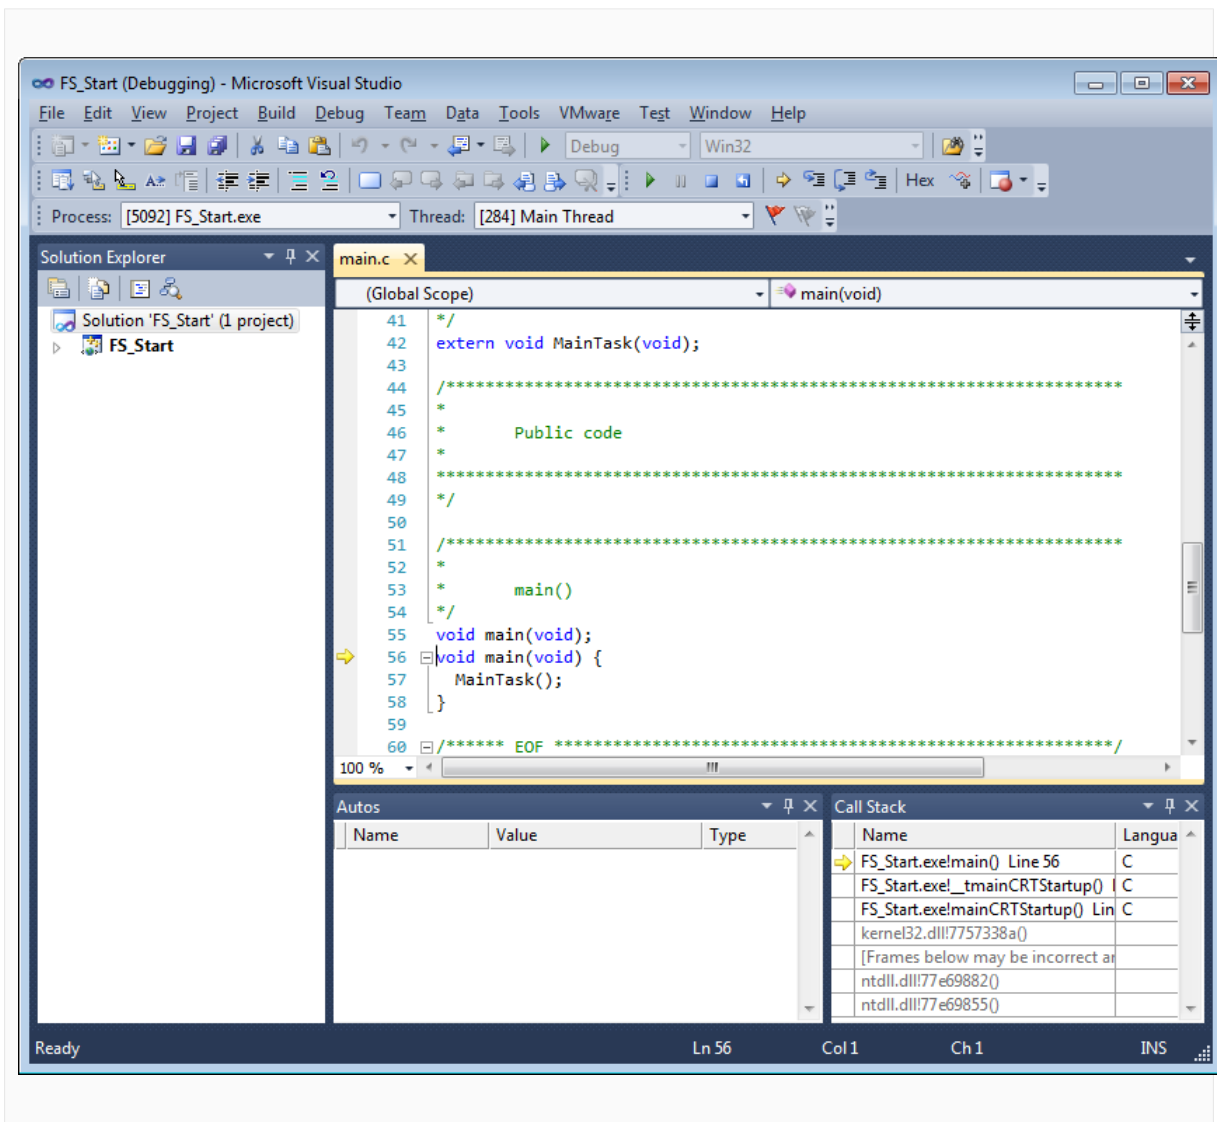 FS_Start (Debugging) - Microsoft Visual Studio
File Edit View Project Build Debug Team Data Tools VMware Test Window Help
Debug Win32
Hex
Process: [5092] FS_Start.exe Thread: [284] Main Thread
Solution Explorer
Solution 'FS_Start' (1 project)
FS_Start
main.c
(Global Scope) main(void)
41 */
42 extern void MainTask(void);
43
44 /*********************************************************************
45 *
46 *       Public code
47 *
48 **********************************************************************
49 */
50
51 /*********************************************************************
52 *
53 *       main()
54 */
55 void main(void);
56 void main(void) {
57   MainTask();
58 }
59
60 /****** EOF *********************************************************/
100 %
Autos
Name Value Type
Call Stack
Name Langua
FS_Start.exe!main() Line 56 C
FS_Start.exe!__tmainCRTStartup() C
FS_Start.exe!mainCRTStartup() Lin C
kernel32.dll!7757338a()
[Frames below may be incorrect ar
ntdll.dll!77e69882()
ntdll.dll!77e69855()
Ready Ln 56 Col 1 Ch 1 INS